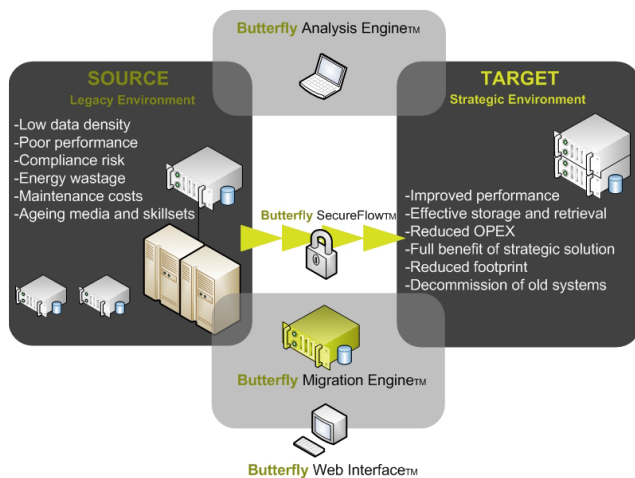 Butterfly Analysis Engine™
SOURCE
Legacy Environment
-Low data density
-Poor performance
-Compliance risk
-Energy wastage
-Maintenance costs
-Ageing media and skillsets
Butterfly SecureFlow™
TARGET
Strategic Environment
-Improved performance
-Effective storage and retrieval
-Reduced OPEX
-Full benefit of strategic solution
-Reduced footprint
-Decommission of old systems
Butterfly Migration Engine™
Butterfly Web Interface™